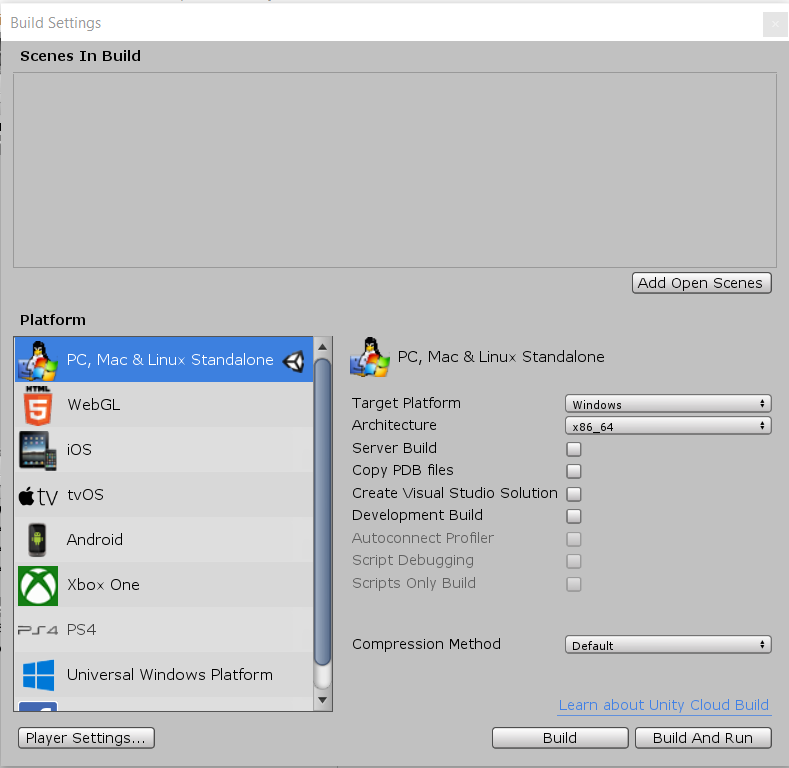 Build Settings
Scenes In Build
Add Open Scenes
Platform
PC, Mac & Linux Standalone
HTML
5
WebGL
iOS
tv
tvOS
Android
Xbox One
PS4
PS4
Universal Windows Platform
Player Settings...
PC, Mac & Linux Standalone
Target Platform Windows
Architecture x86_64
Server Build
Copy PDB files
Create Visual Studio Solution
Development Build
Autoconnect Profiler
Script Debugging
Scripts Only Build
Compression Method Default
Learn about Unity Cloud Build
Build
Build And Run